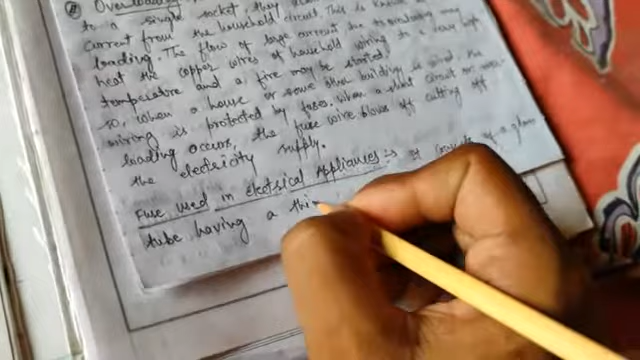 Overloading
to a single socket, they
current from the household circuit. This is known
loading. The flow of large current due to overloading may
heat the copper wires of household wiring to a very high
temperature and a fire may be started.
so, when a house or some other building is wired the
wiring is protected by fuses. when a short circuit or over-
loading occurs, the fuse wire blows off cutting off
the electricity supply.
Fuse used in elctrical Appliances :- It consists of a glass
tube having a thin